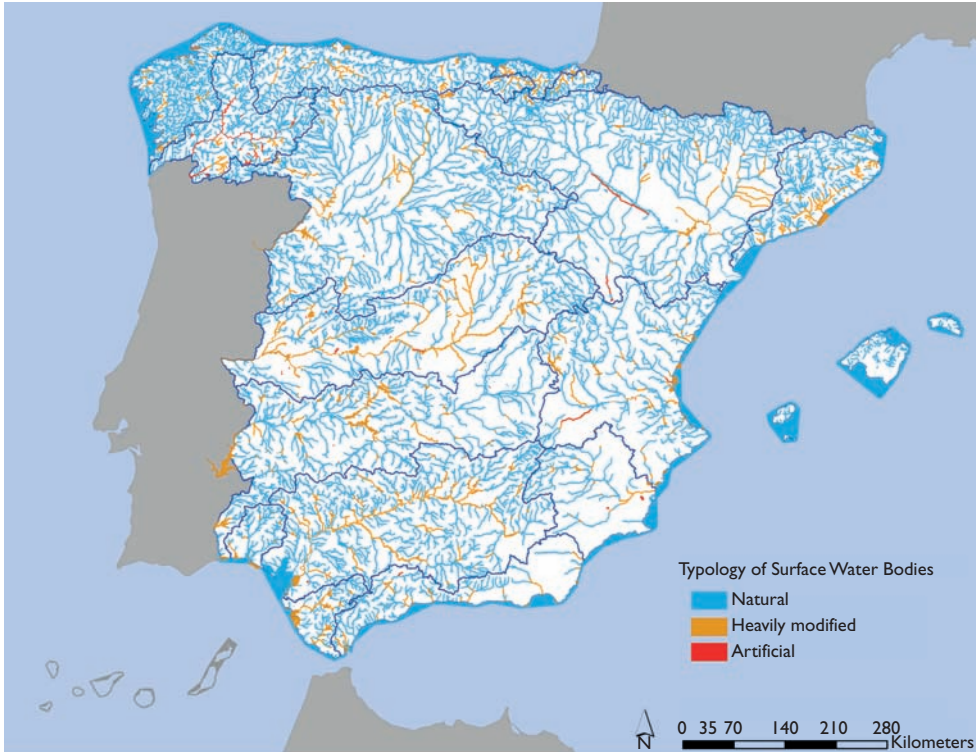 Typology of Surface Water Bodies
Natural
Heavily modified
Artificial
N
0 35 70 140 210 280
Kilometers